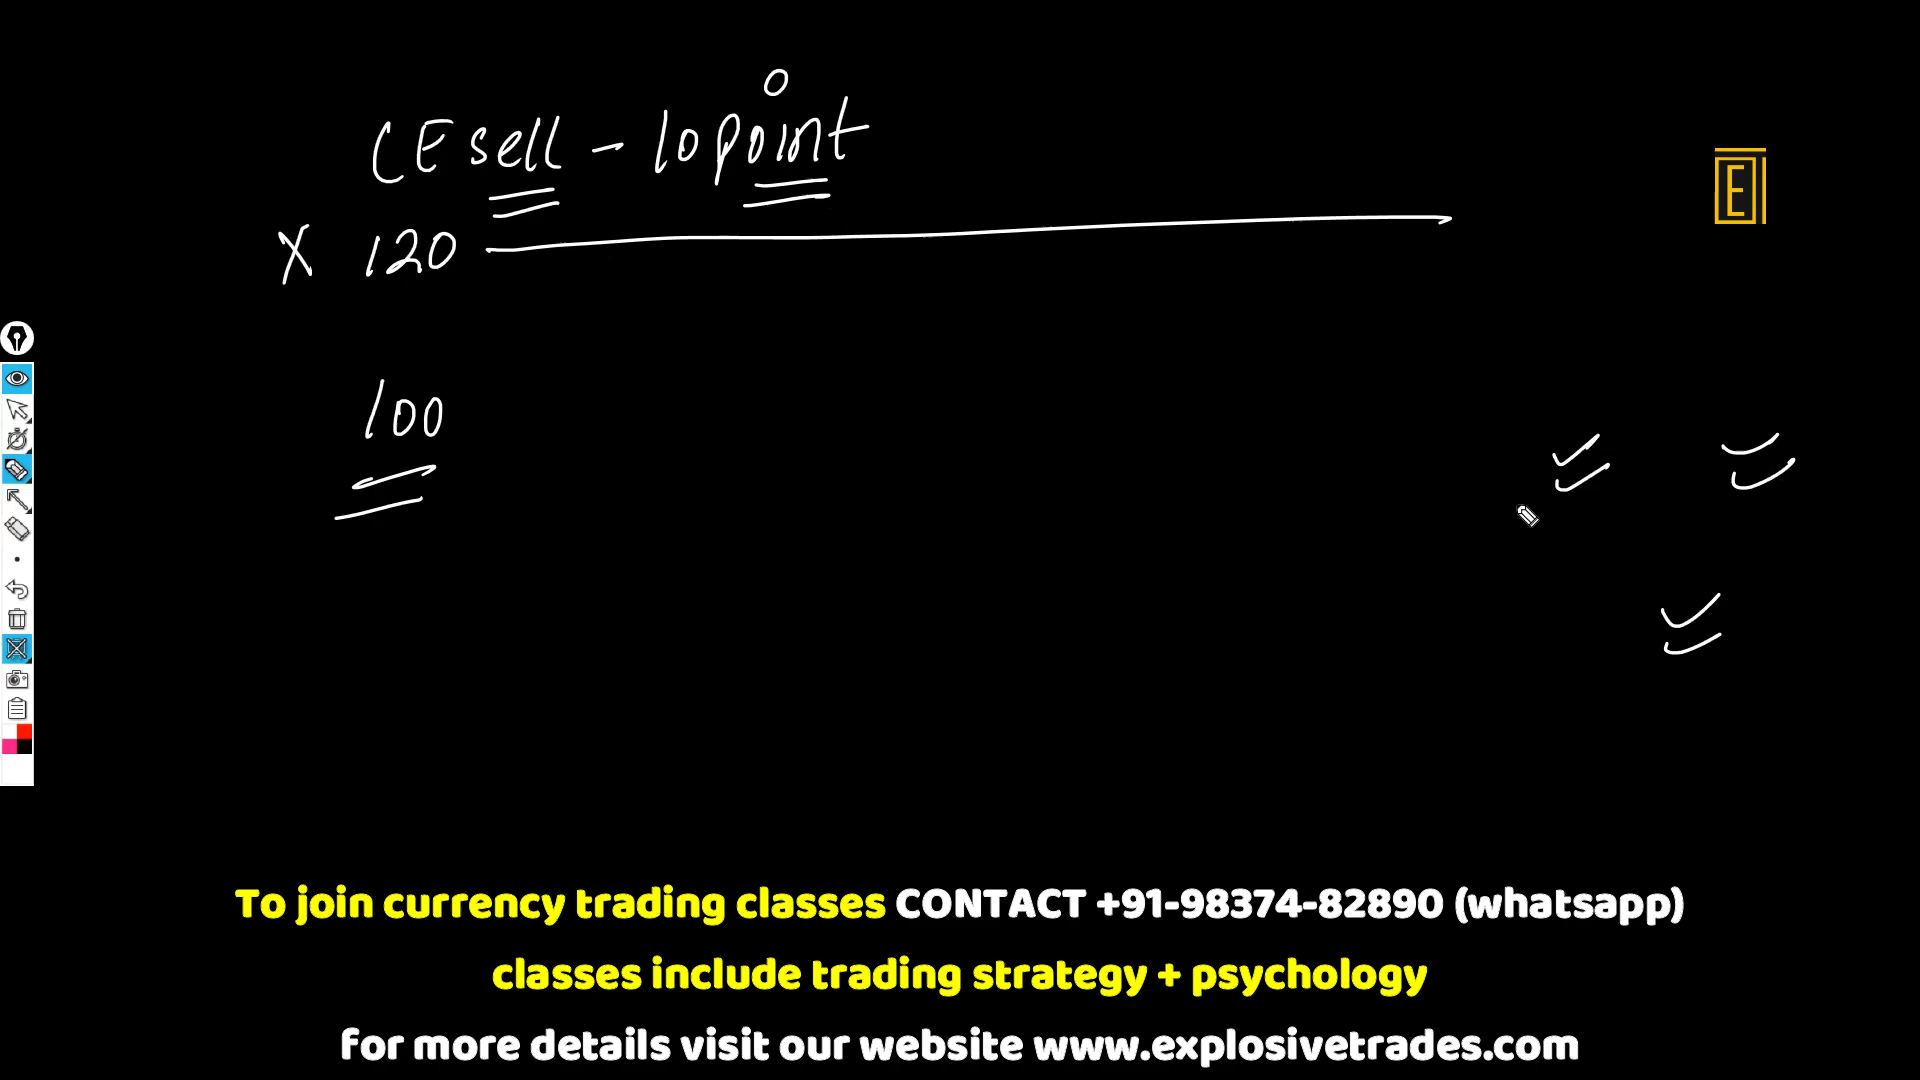 0
CE sell - 10 point
X 120
100
E
To join currency trading classes CONTACT +91-98374-82890 (whatsapp)
classes include trading strategy + psychology
for more details visit our website www.explosivetrades.com